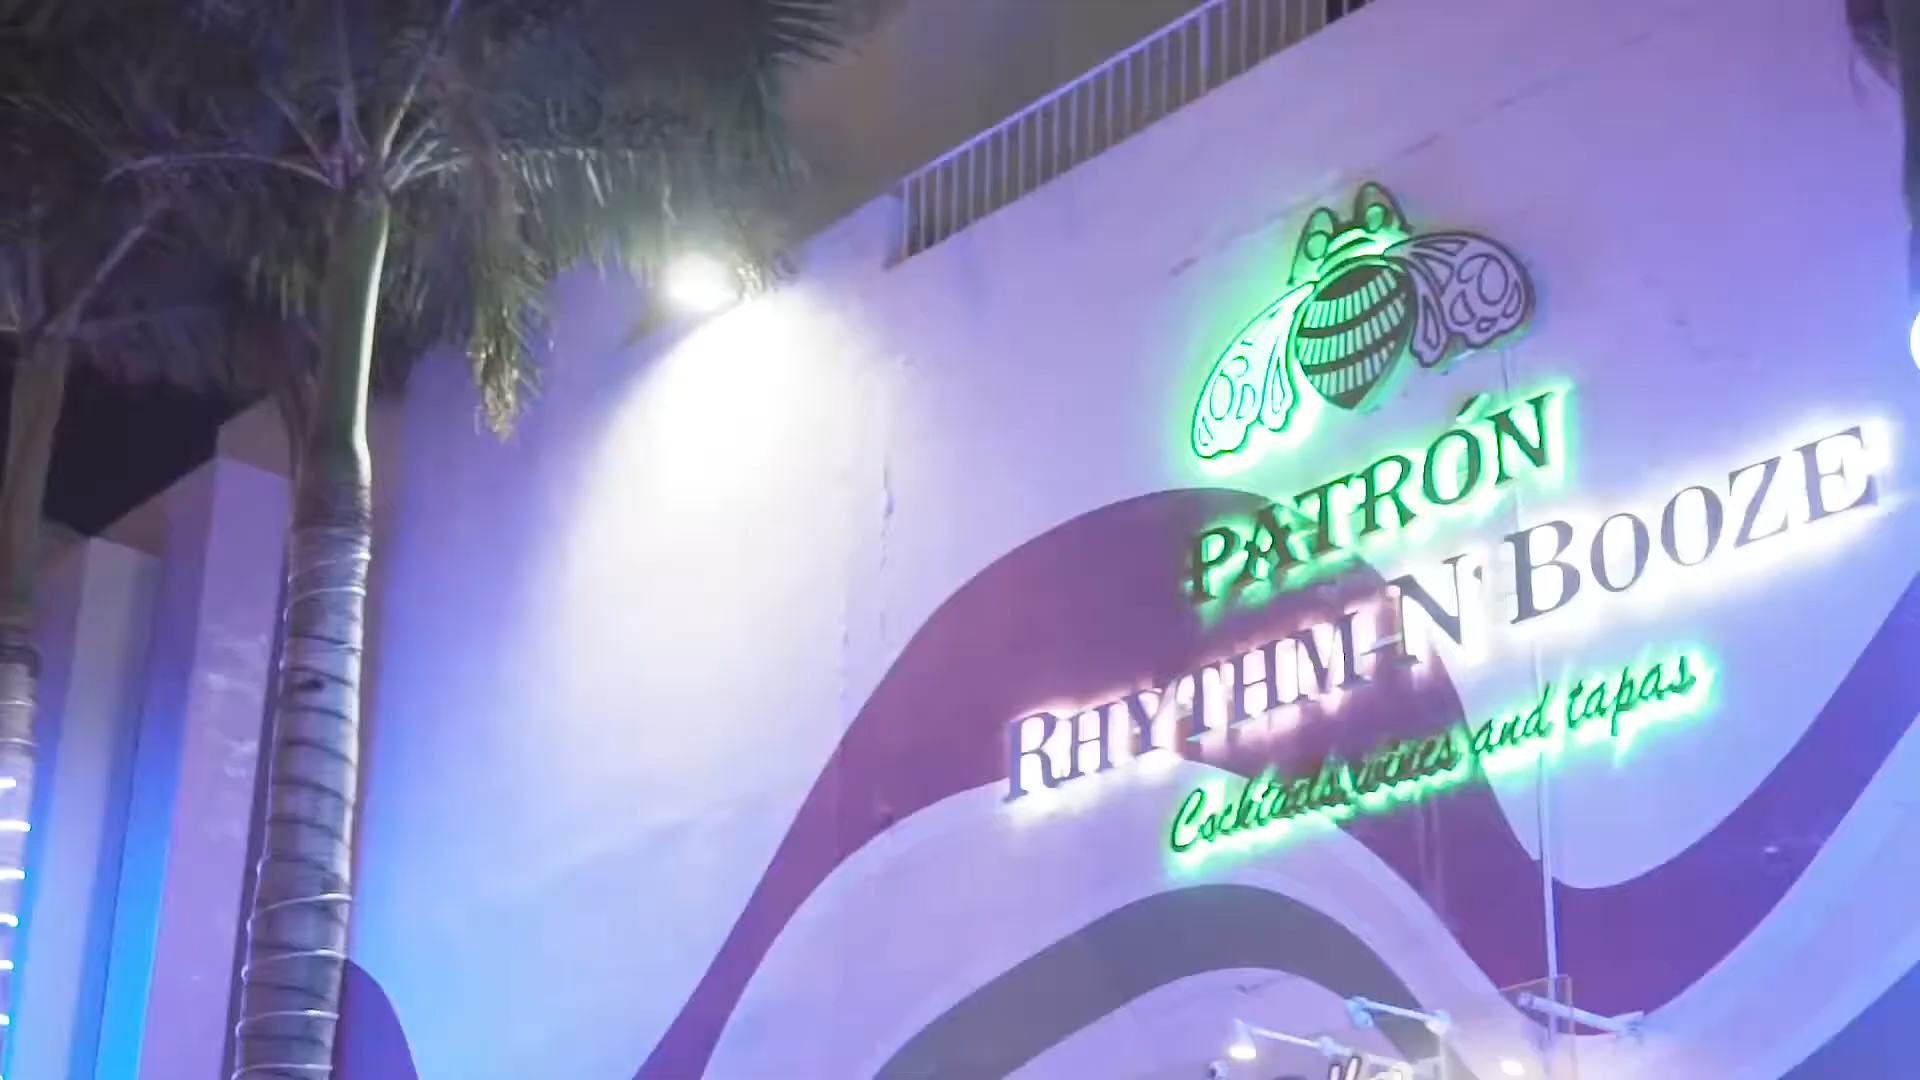 PATRÓN
RHYTHM N' BOOZE
Cocktails, wines and tapas